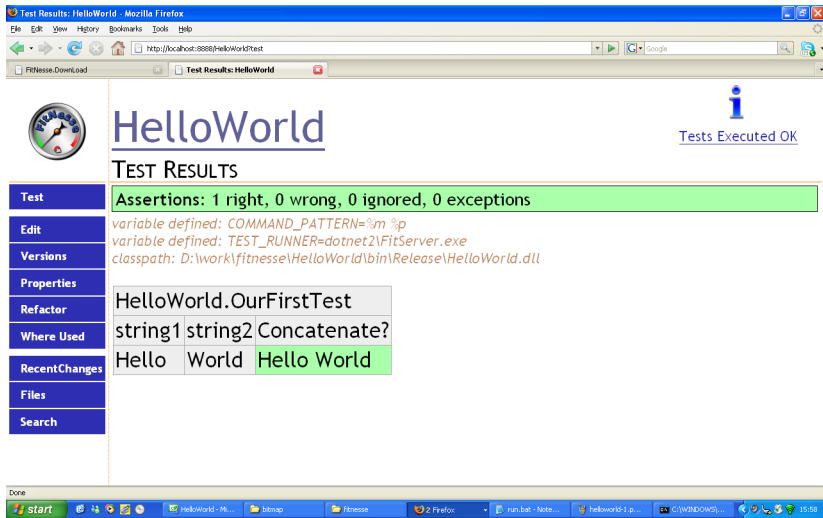 Test Results: HelloWorld - Mozilla Firefox
File Edit View History Bookmarks Tools Help
http://localhost:8888/HelloWorld?test
Google
FitNesse.DownLoad
Test Results: HelloWorld
FitNesse
HelloWorld
Tests Executed OK
TEST RESULTS
Test
Assertions: 1 right, 0 wrong, 0 ignored, 0 exceptions
Edit
variable defined: COMMAND_PATTERN=%m %p
variable defined: TEST_RUNNER=dotnet2\FitServer.exe
Versions
classpath: D:\work\fitnesse\HelloWorld\bin\Release\HelloWorld.dll
Properties
Refactor
HelloWorld.OurFirstTest
Where Used
string1 string2 Concatenate?
Hello World Hello World
RecentChanges
Files
Search
Done
start
HelloWorld - Mi...
bitmap
fitnesse
2 Firefox
run.bat - Note...
helloworld-1.p...
C:\WINDOWS\...
15:58